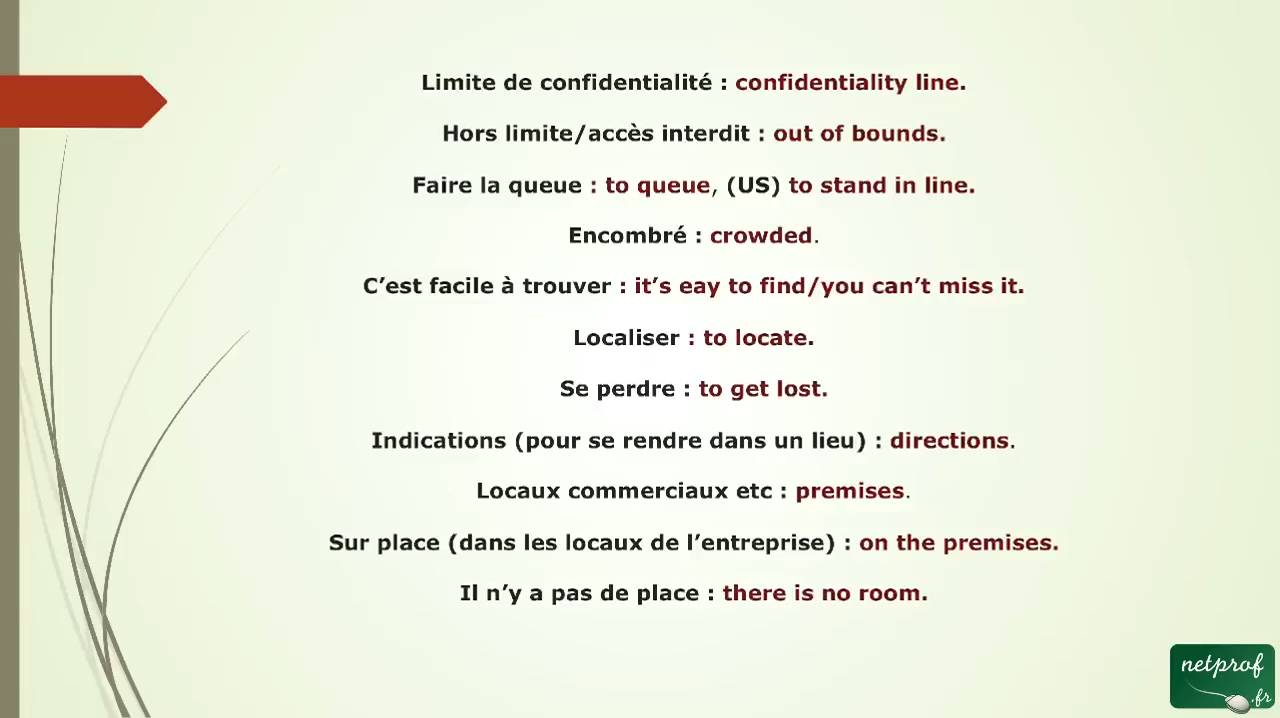 Limite de confidentialité : confidentiality line.
Hors limite/accès interdit : out of bounds.
Faire la queue : to queue, (US) to stand in line.
Encombré : crowded.
C’est facile à trouver : it’s eay to find/you can’t miss it.
Localiser : to locate.
Se perdre : to get lost.
Indications (pour se rendre dans un lieu) : directions.
Locaux commerciaux etc : premises.
Sur place (dans les locaux de l’entreprise) : on the premises.
Il n’y a pas de place : there is no room.
netprof
.fr